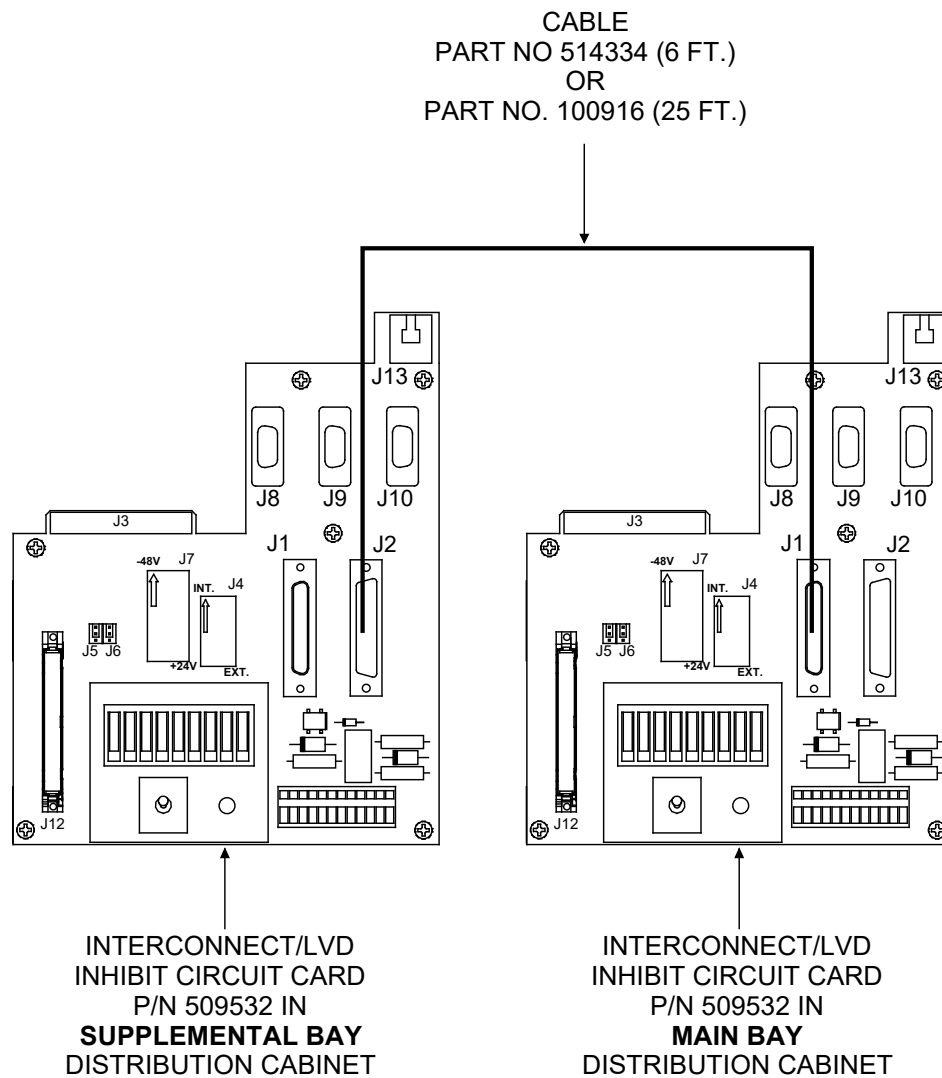 CABLE
PART NO 514334 (6 FT.)
OR
PART NO. 100916 (25 FT.)
J13
J8
J9
J10
J3
J1
J2
-48V
J7
INT.
J4
J5
J6
+24V
EXT.
J12
J13
J8
J9
J10
J3
J1
J2
-48V
J7
INT.
J4
J5
J6
+24V
EXT.
J12
INTERCONNECT/LVD
INHIBIT CIRCUIT CARD
P/N 509532 IN
SUPPLEMENTAL BAY
DISTRIBUTION CABINET
INTERCONNECT/LVD
INHIBIT CIRCUIT CARD
P/N 509532 IN
MAIN BAY
DISTRIBUTION CABINET